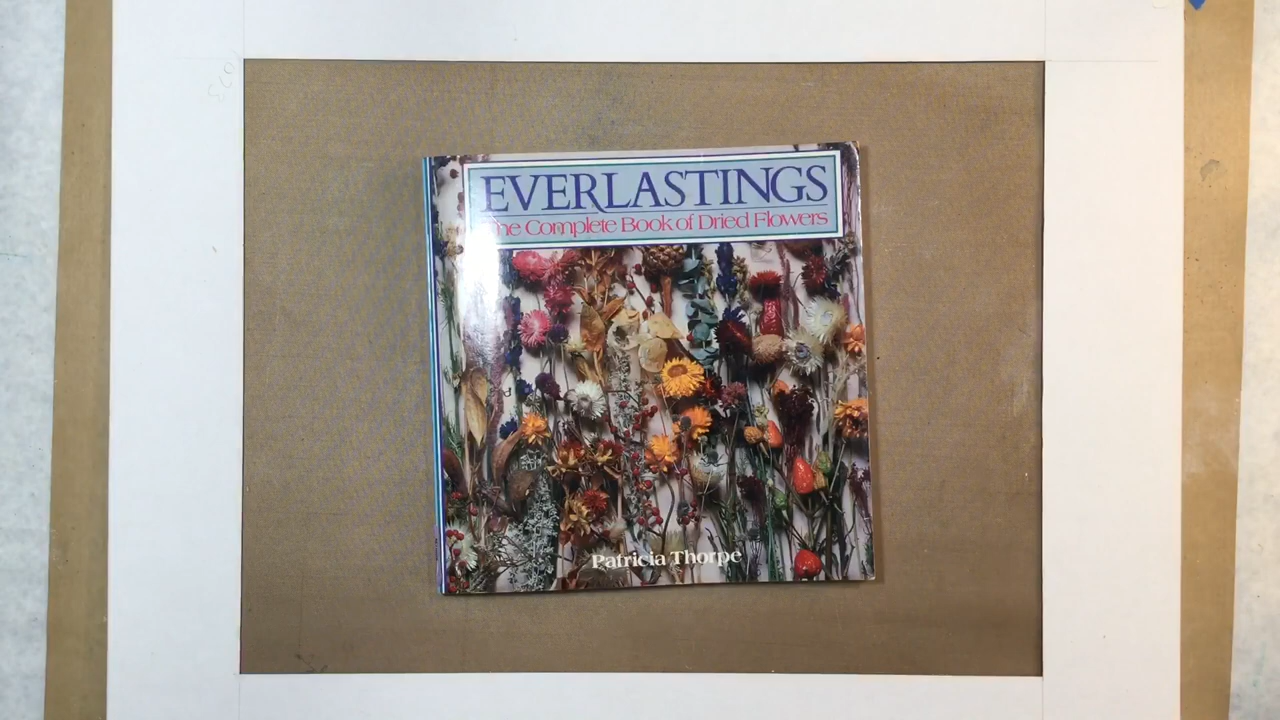 EVERLASTINGS
The Complete Book of Dried Flowers
Patricia Thorpe